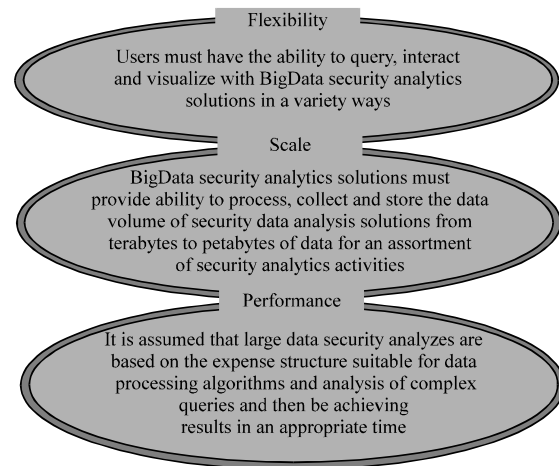 Flexibility
Users must have the ability to query, interact
and visualize with BigData security analytics
solutions in a variety ways
Scale
BigData security analytics solutions must
provide ability to process, collect and store the data
volume of security data analysis solutions from
terabytes to petabytes of data for an assortment
of security analytics activities
Performance
It is assumed that large data security analyzes are
based on the expense structure suitable for data
processing algorithms and analysis of complex
queries and then be achieving
results in an appropriate time